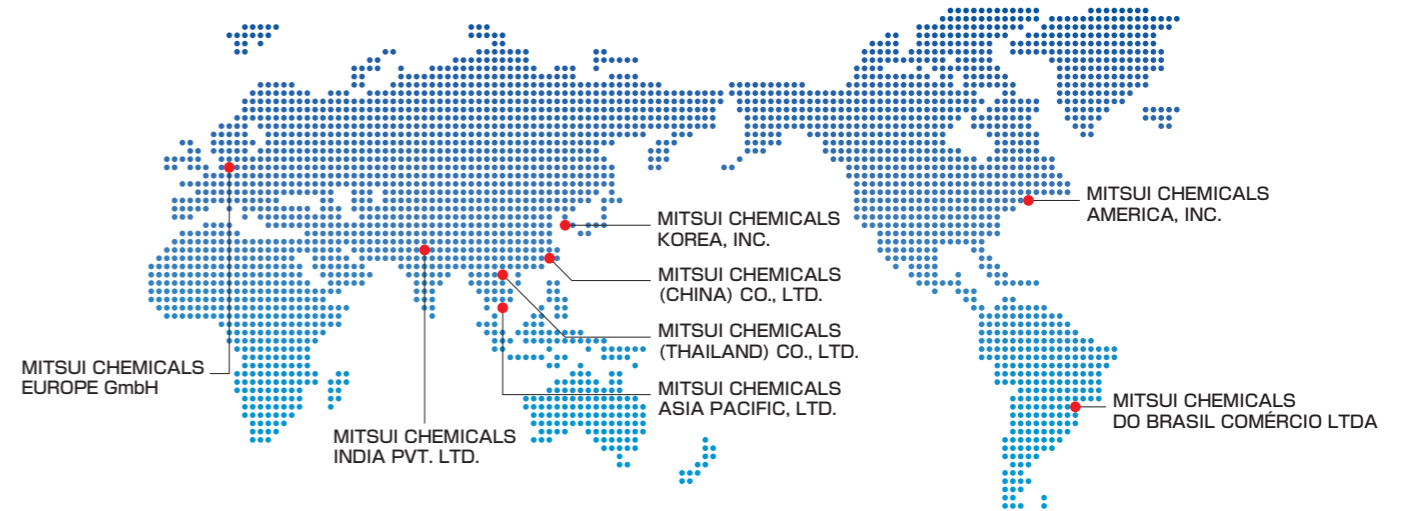 MITSUI CHEMICALS
AMERICA, INC.
MITSUI CHEMICALS
KOREA, INC.
MITSUI CHEMICALS
(CHINA) CO., LTD.
MITSUI CHEMICALS
(THAILAND) CO., LTD.
MITSUI CHEMICALS
EUROPE GmbH
MITSUI CHEMICALS
ASIA PACIFIC, LTD.
MITSUI CHEMICALS
DO BRASIL COMÉRCIO LTDA
MITSUI CHEMICALS
INDIA PVT. LTD.